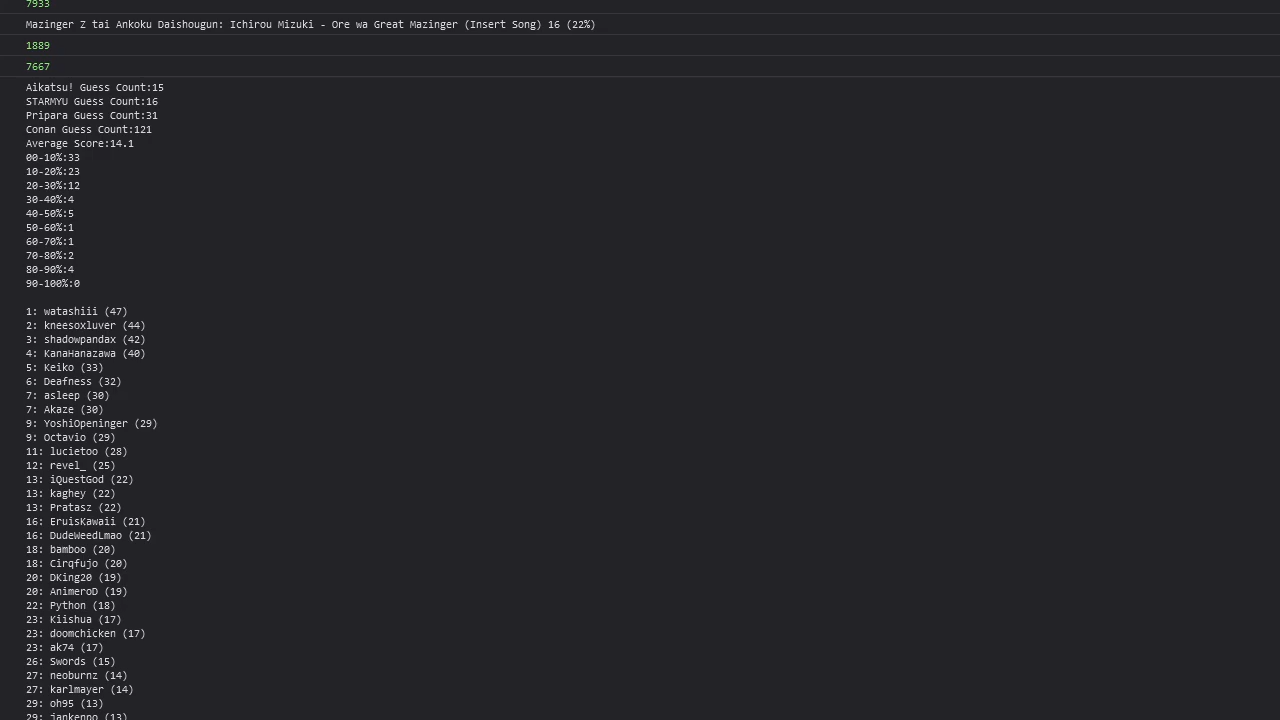 7933
Mazinger Z tai Ankoku Daishougun: Ichirou Mizuki - Ore wa Great Mazinger (Insert Song) 16 (22%)
1889
7667
Aikatsu! Guess Count:15
STARMYU Guess Count:16
Pripara Guess Count:31
Conan Guess Count:121
Average Score:14.1
00-10%:33
10-20%:23
20-30%:12
30-40%:4
40-50%:5
50-60%:1
60-70%:1
70-80%:2
80-90%:4
90-100%:0
1: watashiii (47)
2: kneesoxluver (44)
3: shadowpandax (42)
4: KanaHanazawa (40)
5: Keiko (33)
6: Deafness (32)
7: asleep (30)
7: Akaze (30)
9: YoshiOpeninger (29)
9: Octavio (29)
11: lucietoo (28)
12: revel_ (25)
13: iQuestGod (22)
13: kaghey (22)
13: Pratasz (22)
16: EruisKawaii (21)
16: DudeWeedLmao (21)
18: bamboo (20)
18: Cirqfujo (20)
20: DKing20 (19)
20: AnimeroD (19)
22: Python (18)
23: Kiishua (17)
23: doomchicken (17)
23: ak74 (17)
26: Swords (15)
27: neoburnz (14)
27: karlmayer (14)
29: oh95 (13)
29: jankenpo (13)